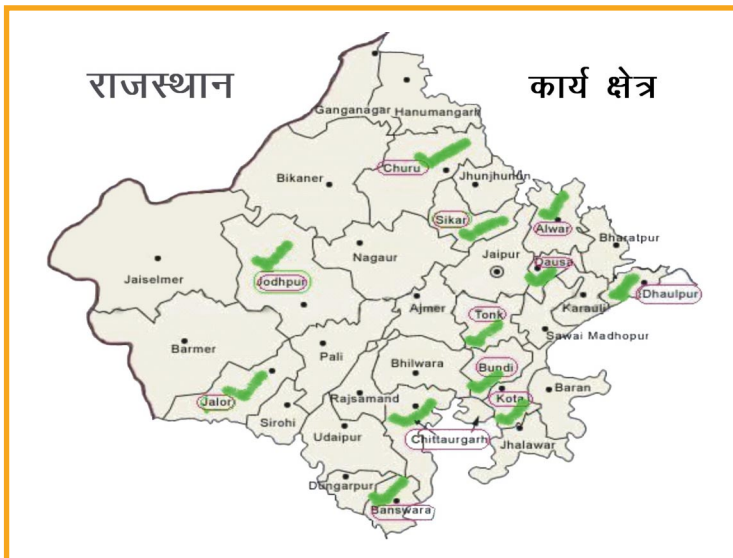 राजस्थान
कार्य क्षेत्र
Ganganagar
Hanumangarh
Churu
Bikaner
Jhunjhunun
Sikar
Alwar
Bharatpur
Nagaur
Jaipur
Dausa
Jaiselmer
Jodhpur
Dhaulpur
Ajmer
Tonk
Karauli
Sawai Madhopur
Barmer
Pali
Bhilwara
Bundi
Jalor
Rajsamand
Kota
Baran
Sirohi
Udaipur
Chittaurgarh
Jhalawar
Dungarpur
Banswara